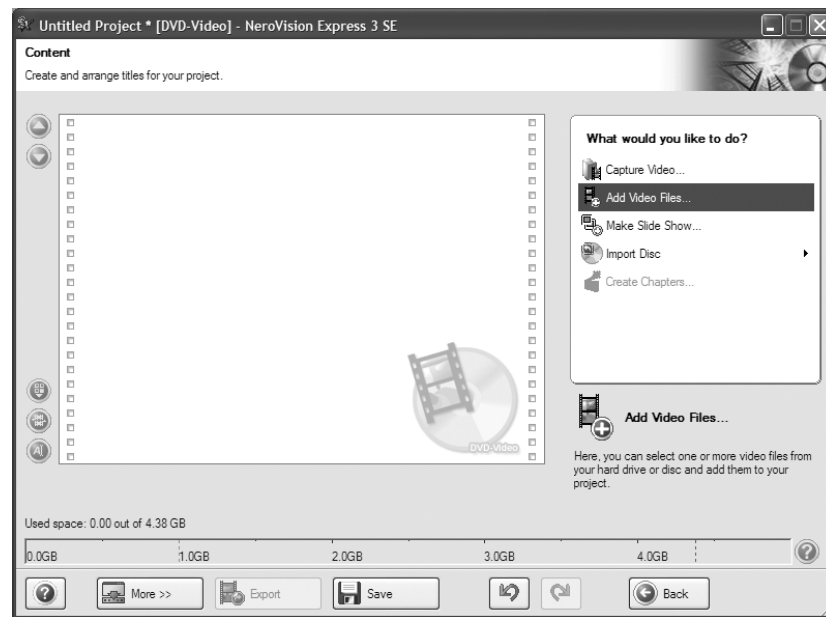 Untitled Project * [DVD-Video] - NeroVision Express 3 SE
Content
Create and arrange titles for your project.
What would you like to do?
Capture Video...
Add Video Files...
Make Slide Show...
Import Disc
Create Chapters...
DVD-Video
Add Video Files...
Here, you can select one or more video files from
your hard drive or disc and add them to your
project.
Used space: 0.00 out of 4.38 GB
0.0GB 1.0GB 2.0GB 3.0GB 4.0GB
More >> Export Save Back